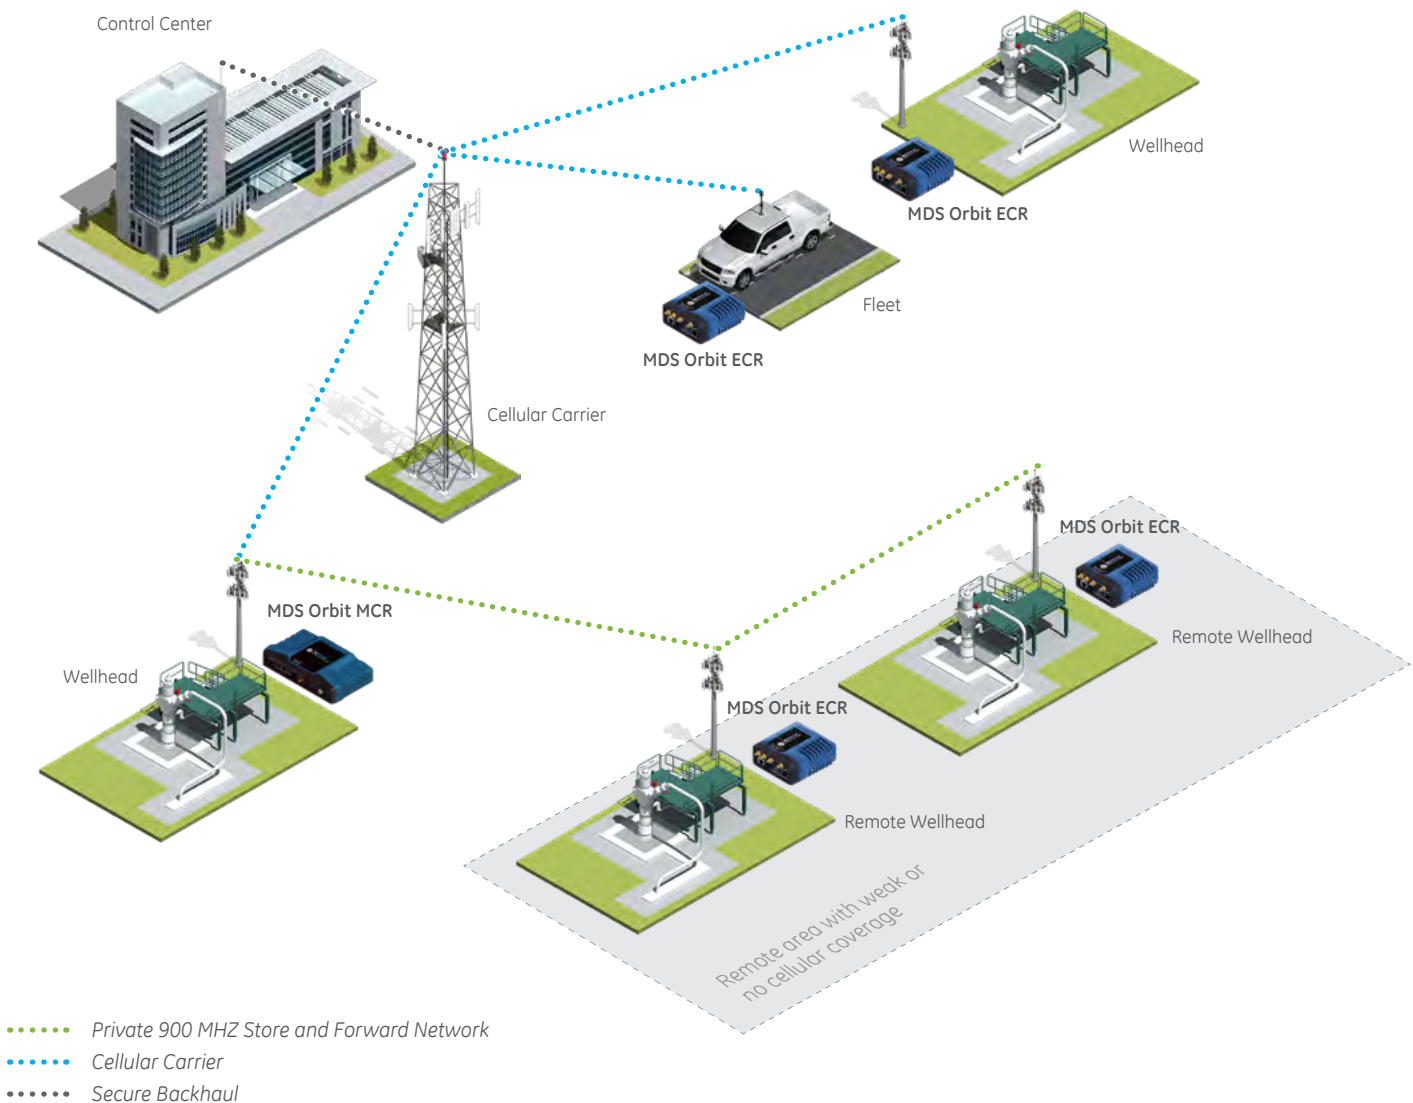 Control Center
Wellhead
MDS Orbit ECR
Fleet
MDS Orbit ECR
Cellular Carrier
MDS Orbit ECR
MDS Orbit MCR
Remote Wellhead
Wellhead
MDS Orbit ECR
Remote Wellhead
Remote area with weak or
no cellular coverage
Private 900 MHZ Store and Forward Network
Cellular Carrier
Secure Backhaul